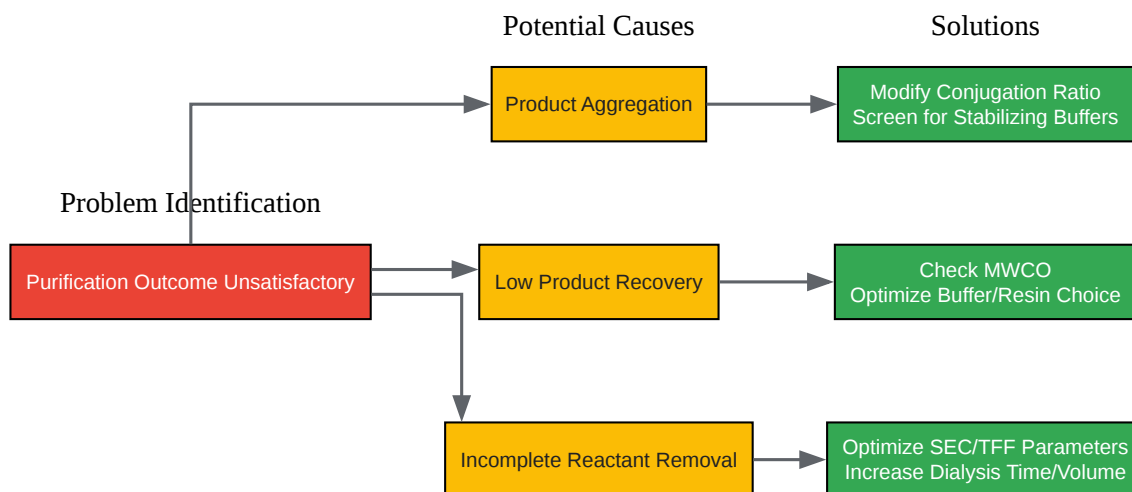 Potential Causes
Solutions
Product Aggregation
Modify Conjugation Ratio
Screen for Stabilizing Buffers
Problem Identification
Purification Outcome Unsatisfactory
Low Product Recovery
Check MWCO
Optimize Buffer/Resin Choice
Incomplete Reactant Removal
Optimize SEC/TFF Parameters
Increase Dialysis Time/Volume